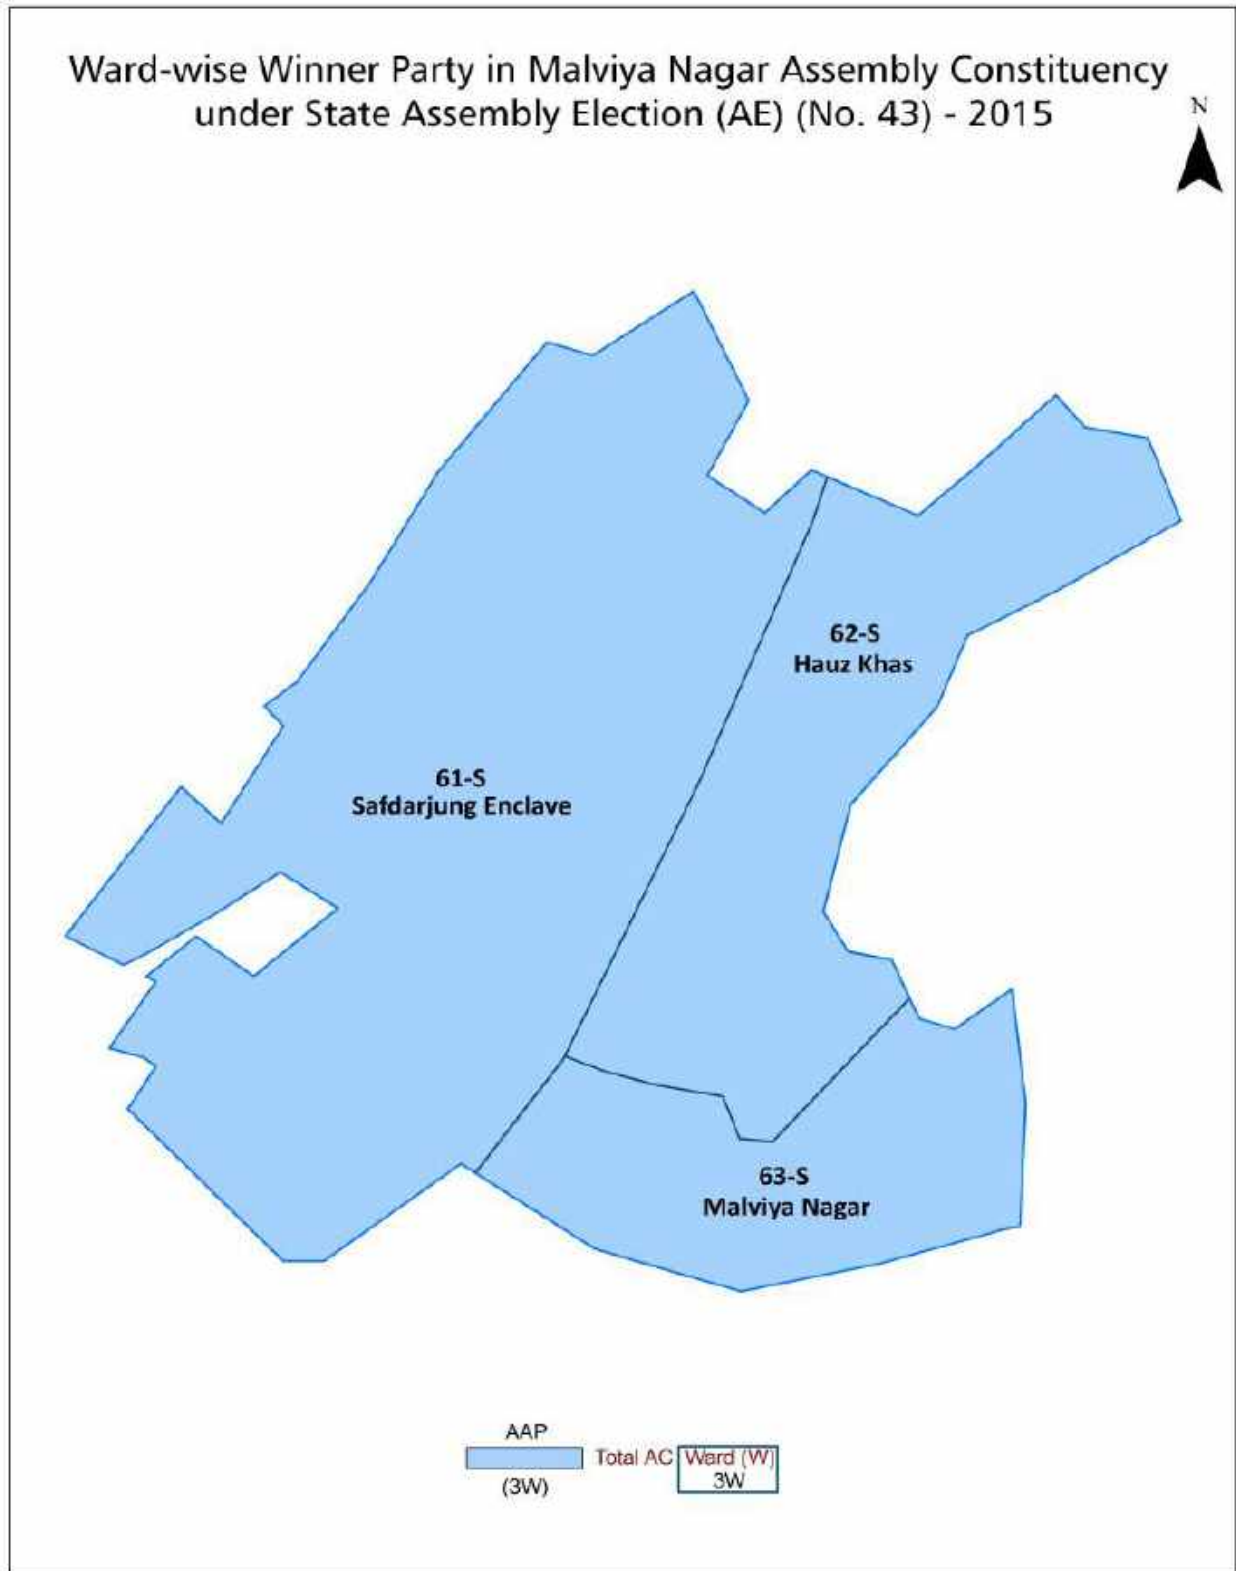 Ward-wise Winner Party in Malviya Nagar Assembly Constituency
under State Assembly Election (AE) (No. 43) - 2015
N
62-S
Hauz Khas
61-S
Safdarjung Enclave
63-S
Malviya Nagar
AAP
Total AC Ward (W)
(3W) 3W